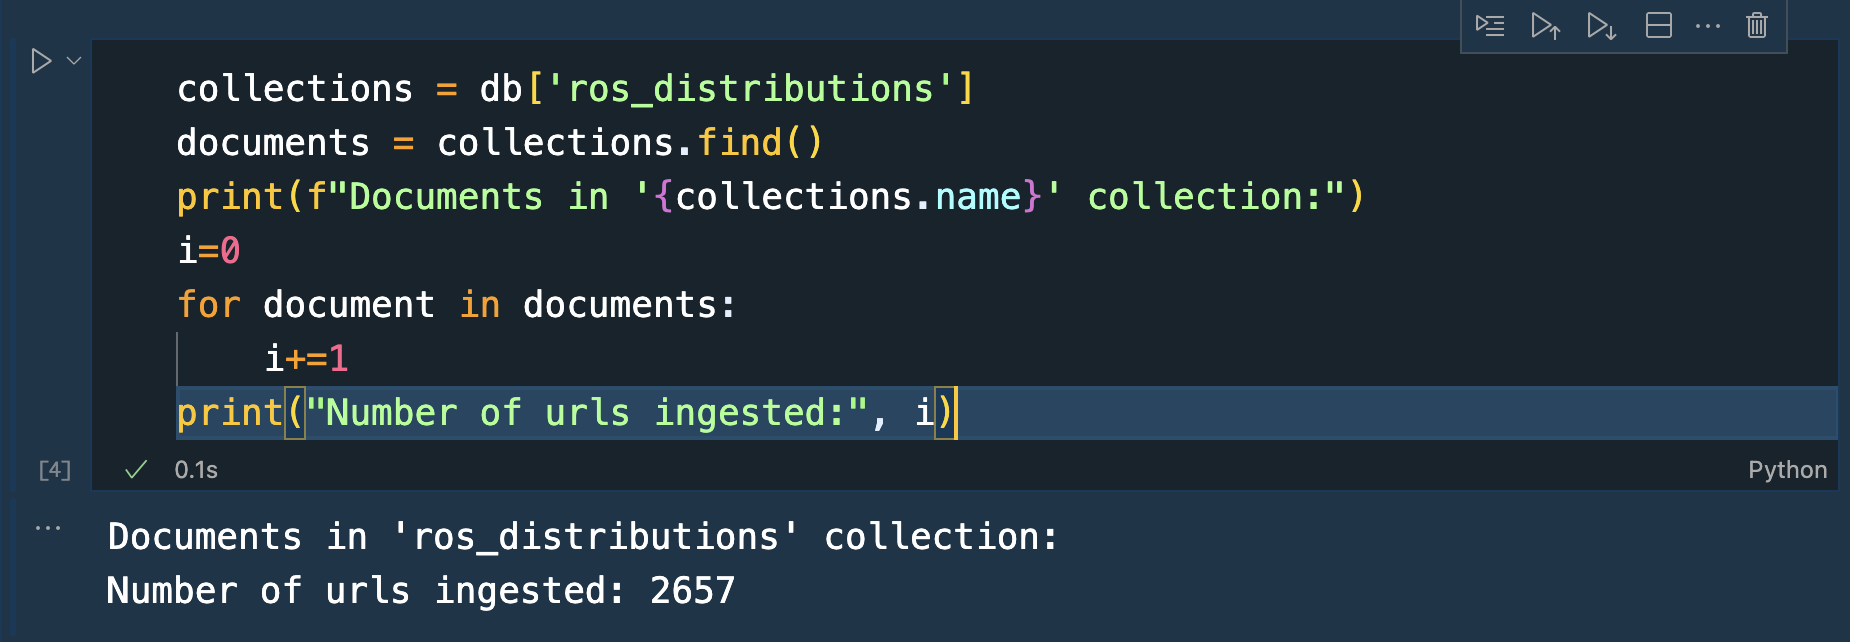 collections = db['ros_distributions']
documents = collections.find()
print(f"Documents in '{collections.name}' collection:")
i=0
for document in documents:
    i+=1
print("Number of urls ingested:", i)
[4]
0.1s
Python
Documents in 'ros_distributions' collection:
Number of urls ingested: 2657